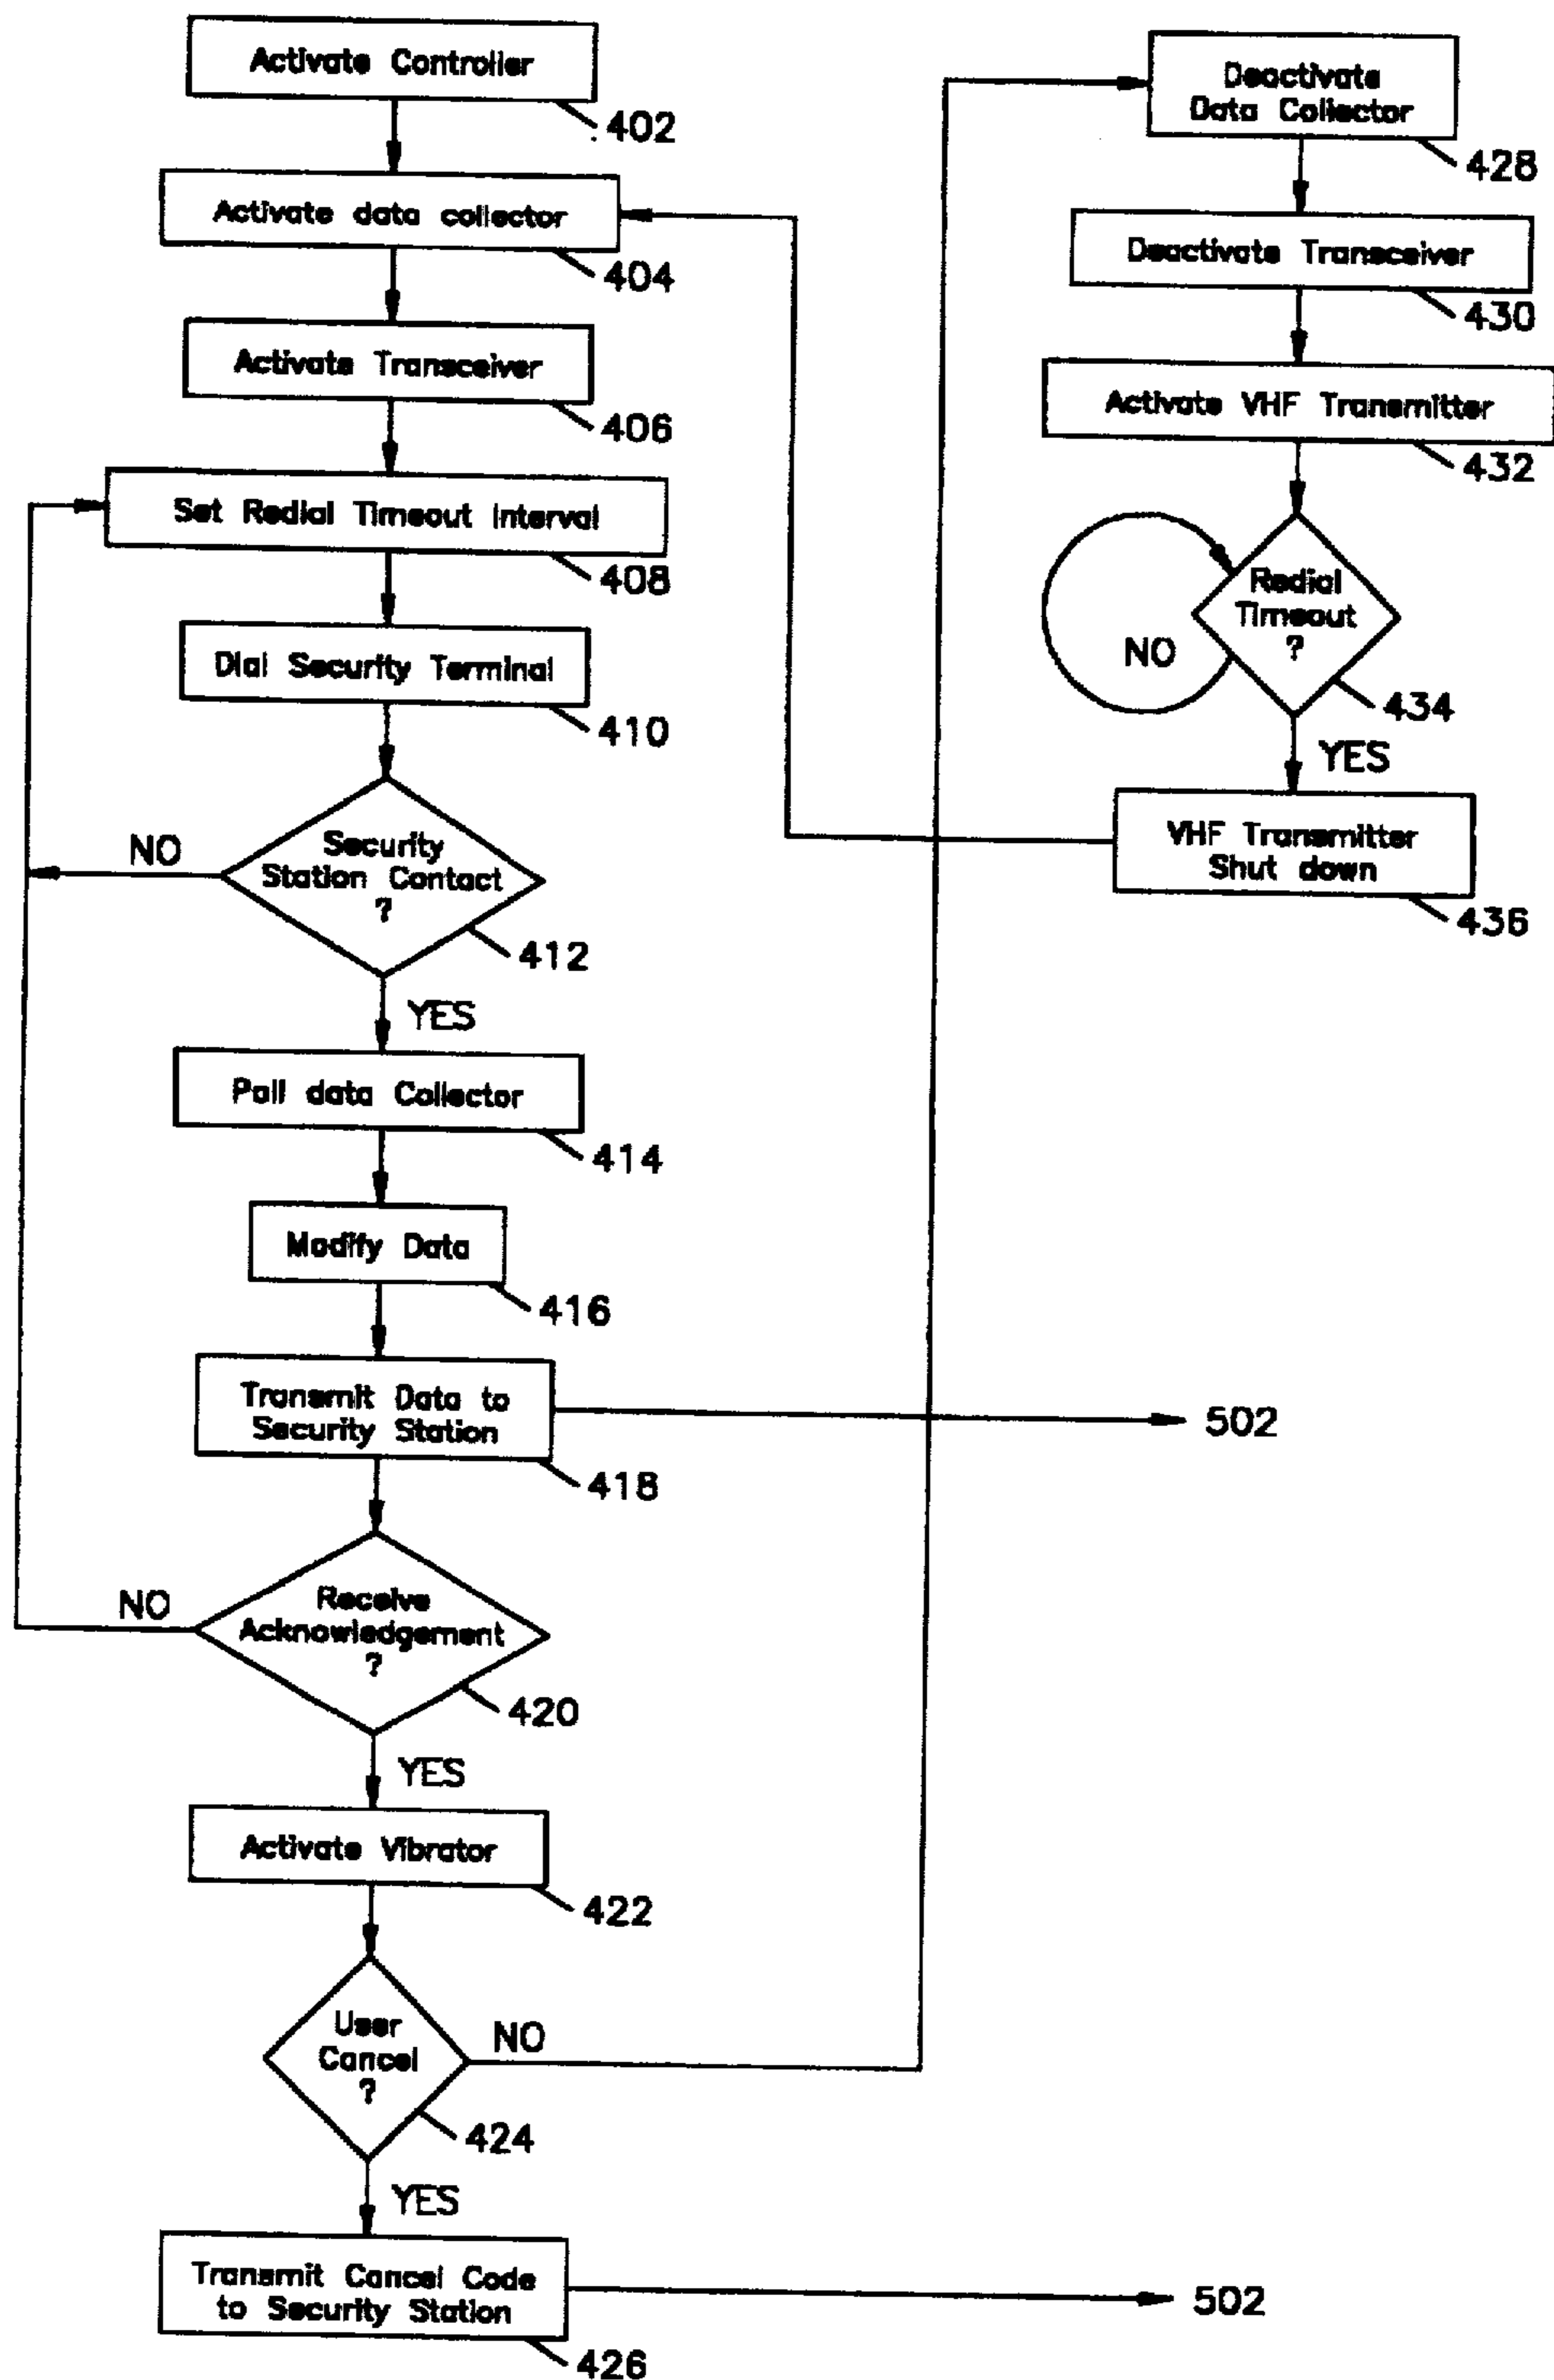 Activate Controller
402
Activate data collector
404
Activate Transceiver
406
Set Redial Timeout Interval
408
Dial Security Terminal
410
Security
Station Contact
?
412
NO
YES
Poll data Collector
414
Modify Data
416
Transmit Data to
Security Station
418
502
Receive
Acknowledgement
?
420
NO
YES
Activate Vibrator
422
User
Cancel
?
424
NO
YES
Transmit Cancel Code
to Security Station
426
502
Deactivate
Data Collector
428
Deactivate Transceiver
430
Activate VHF Transmitter
432
Redial
Timeout
?
434
NO
YES
VHF Transmitter
Shut down
436